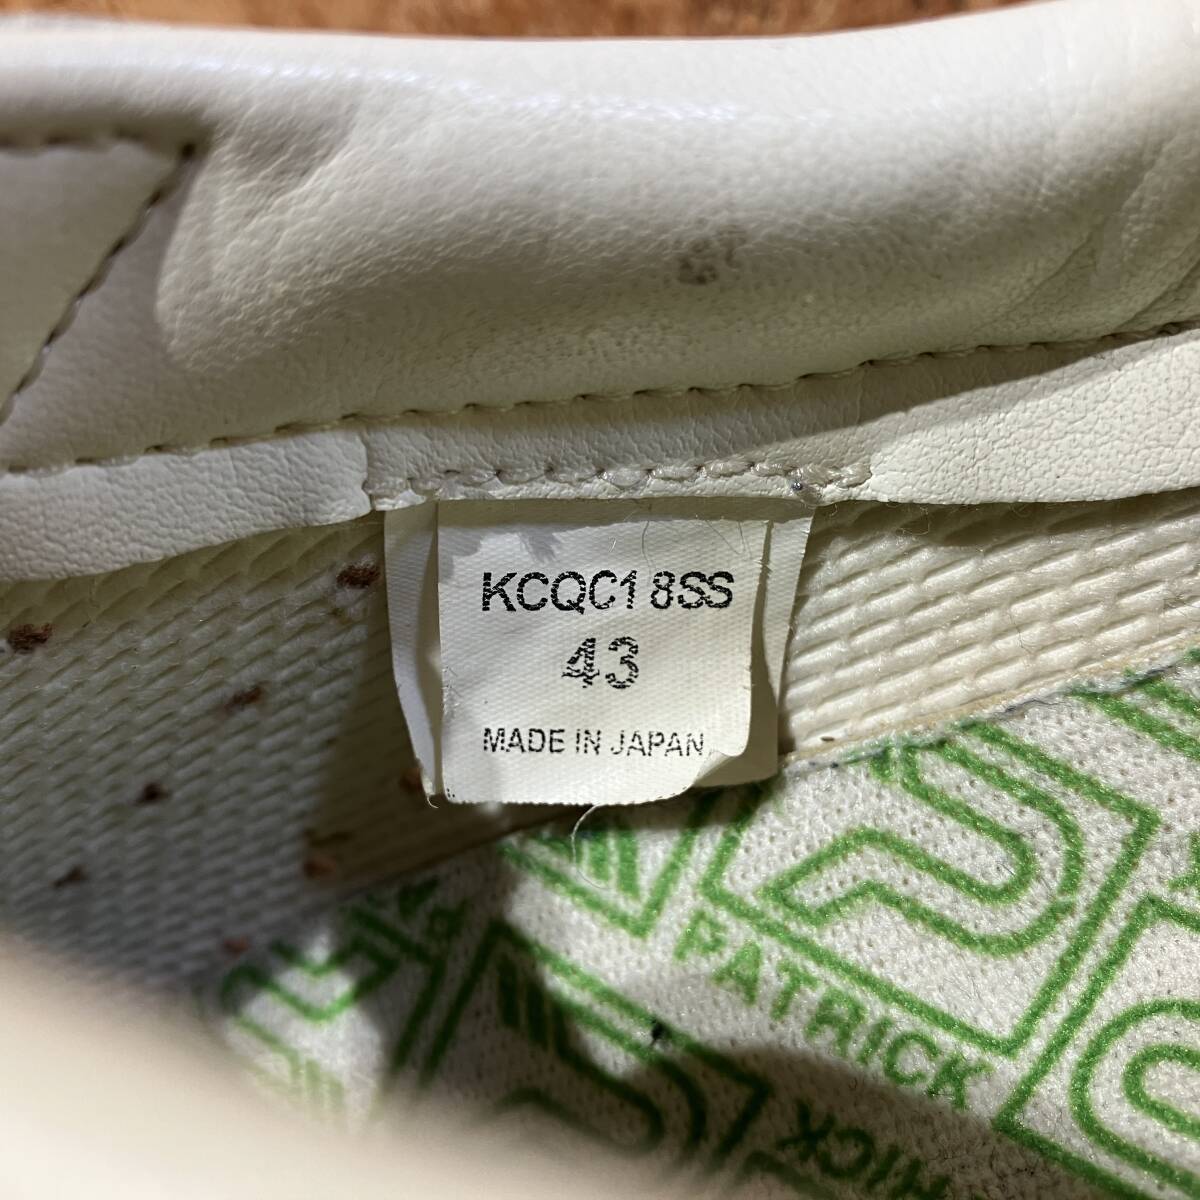 KCQC18SS
43
MADE IN JAPAN
PATRICK